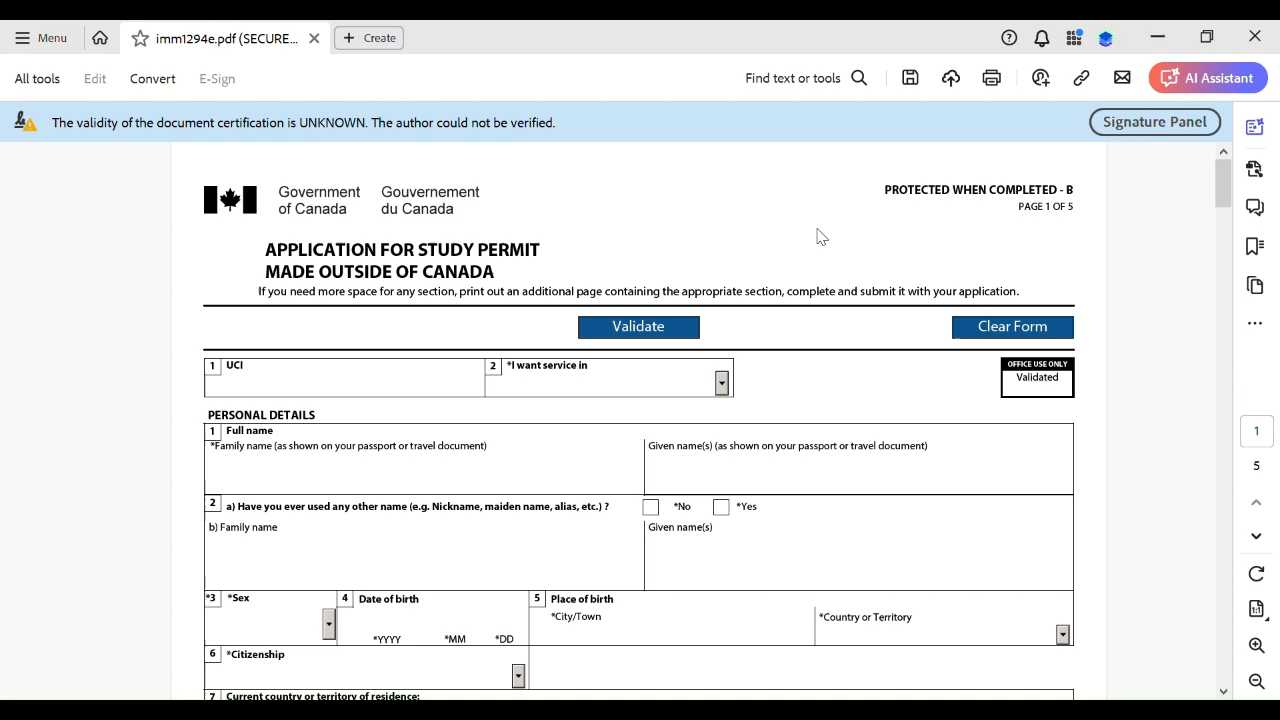 Menu
imm1294e.pdf (SECURE...
Create
All tools
Edit
Convert
E-Sign
Find text or tools
AI Assistant
The validity of the document certification is UNKNOWN. The author could not be verified.
Signature Panel
Government of Canada
Gouvernement du Canada
PROTECTED WHEN COMPLETED - B
PAGE 1 OF 5
APPLICATION FOR STUDY PERMIT
MADE OUTSIDE OF CANADA
If you need more space for any section, print out an additional page containing the appropriate section, complete and submit it with your application.
Validate
Clear Form
1 UCI
2 *I want service in
OFFICE USE ONLY
Validated
PERSONAL DETAILS
1 Full name
*Family name (as shown on your passport or travel document)
Given name(s) (as shown on your passport or travel document)
2 a) Have you ever used any other name (e.g. Nickname, maiden name, alias, etc.) ?
*No
*Yes
b) Family name
Given name(s)
*3 *Sex
4 Date of birth
*YYYY *MM *DD
5 Place of birth
*City/Town
*Country or Territory
6 *Citizenship
7 Current country or territory of residence:
1
5